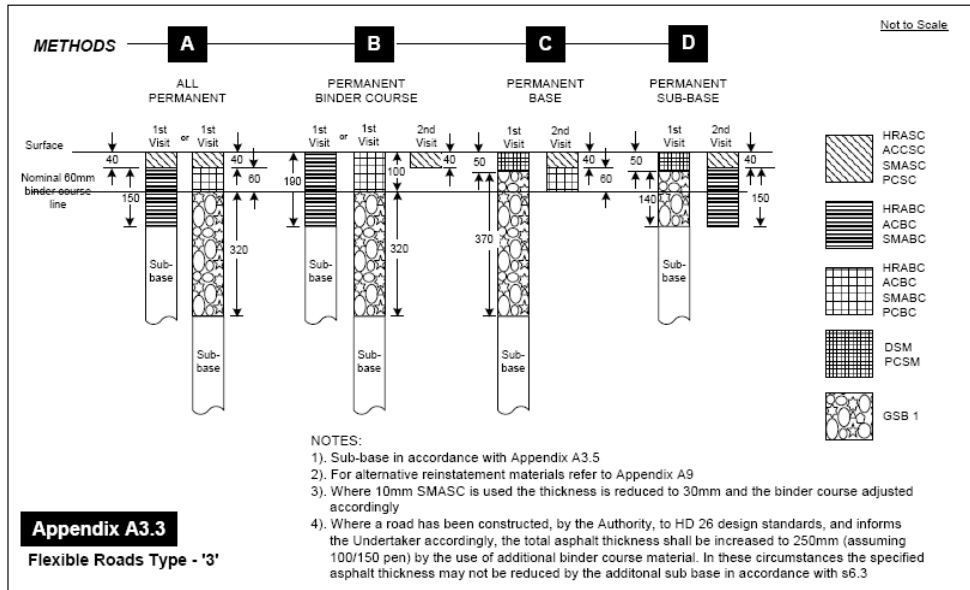 Not to Scale
METHODS A B C D
ALL
PERMANENT
PERMANENT
BINDER COURSE
PERMANENT
BASE
PERMANENT
SUB-BASE
1st
Visit
or
1st
Visit
1st
Visit
or
1st
Visit
2nd
Visit
1st
Visit
2nd
Visit
1st
Visit
2nd
Visit
Surface
Nominal 60mm
binder course
line
40
150
40
60
320
190
100
320
40
50
370
40
60
50
140
40
150
Sub-
base
Sub-
base
Sub-
base
Sub-
base
Sub-
base
HRASC
ACCSC
SMASC
PCSC
HRABC
ACBC
SMABC
HRABC
ACBC
SMABC
PCBC
DSM
PCSM
GSB 1
NOTES:
1). Sub-base in accordance with Appendix A3.5
2). For alternative reinstatement materials refer to Appendix A9
3). Where 10mm SMASC is used the thickness is reduced to 30mm and the binder course adjusted
accordingly
4). Where a road has been constructed, by the Authority, to HD 26 design standards, and informs
the Undertaker accordingly, the total asphalt thickness shall be increased to 250mm (assuming
100/150 pen) by the use of additional binder course material. In these circumstances the specified
asphalt thickness may not be reduced by the additonal sub base in accordance with s6.3
Appendix A3.3
Flexible Roads Type - '3'